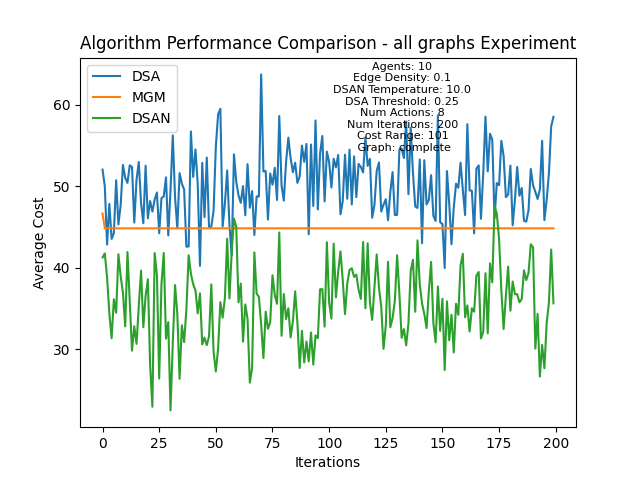 Algorithm Performance Comparison - all graphs Experiment
DSA
MGM
DSAN
Agents: 10
Edge Density: 0.1
DSAN Temperature: 10.0
DSA Threshold: 0.25
Num Actions: 8
Num Iterations: 200
Cost Range: 101
Graph: complete
Average Cost
60
50
40
30
0
25
50
75
100
125
150
175
200
Iterations